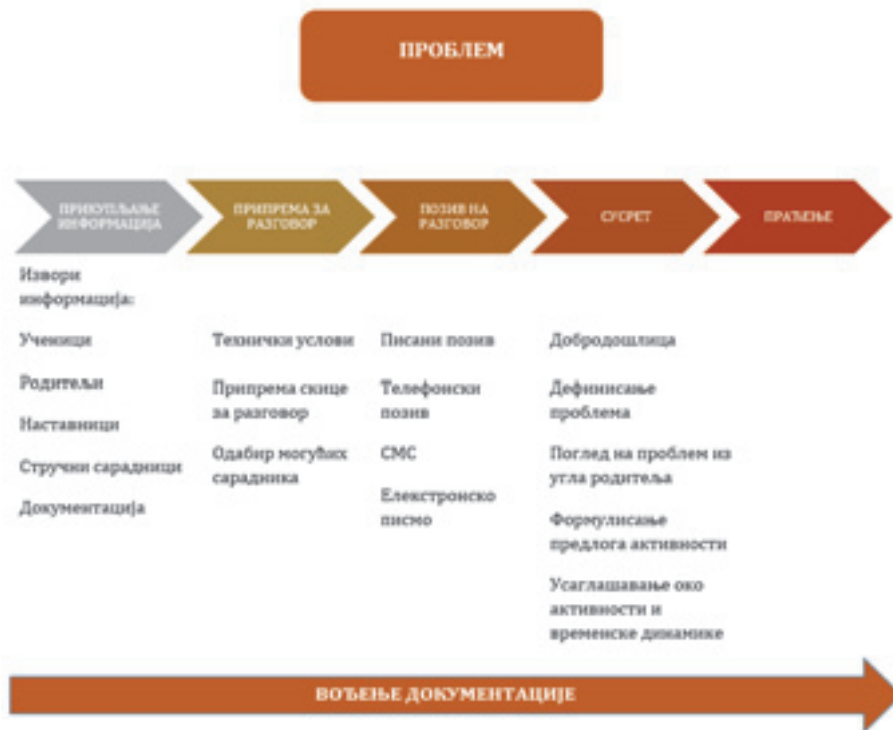 ПРОБЛЕМ
ПРИКУПЉАЊЕ
ИНФОРМАЦИЈА
ПРИПРЕМА ЗА
РАЗГОВОР
ПОЗИВ НА
РАЗГОВОР
СУСРЕТ
ПРАЋЕЊЕ
Извори
информација:
Ученици
Родитељи
Наставници
Стручни сарадници
Документација
Технички услови
Припрема скице
за разговор
Одабир могућих
сарадника
Писани позив
Телефонски
позив
СМС
Електронско
писмо
Добродошлица
Дефинисање
проблема
Поглед на проблем из
угла родитеља
Формулисање
предлога активности
Усаглашавање око
активности и
временске динамике
ВОЂЕЊЕ ДОКУМЕНТАЦИЈЕ